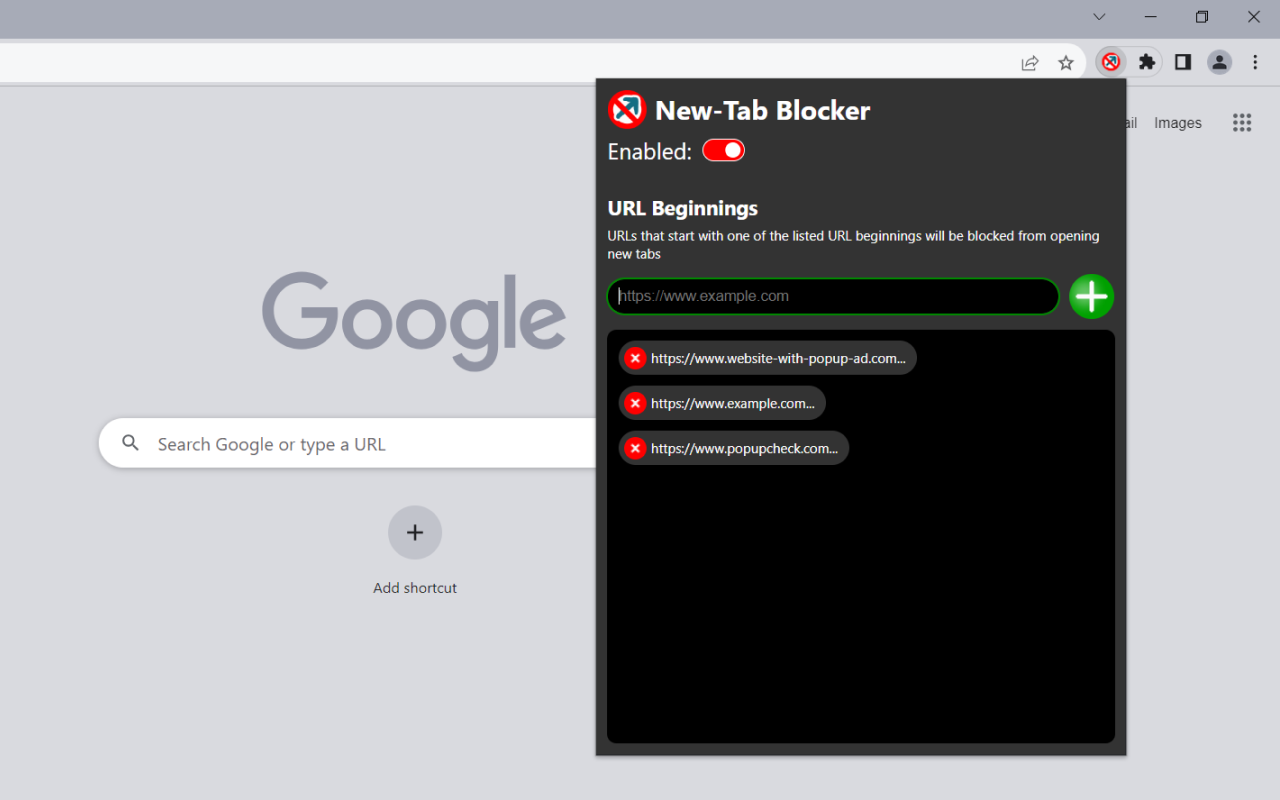 New-Tab Blocker
Enabled:
URL Beginnings
URLs that start with one of the listed URL beginnings will be blocked from opening
new tabs
https://www.example.com
https://www.website-with-popup-ad.com...
https://www.example.com...
https://www.popupcheck.com...
Images
Google
Search Google or type a URL
Add shortcut